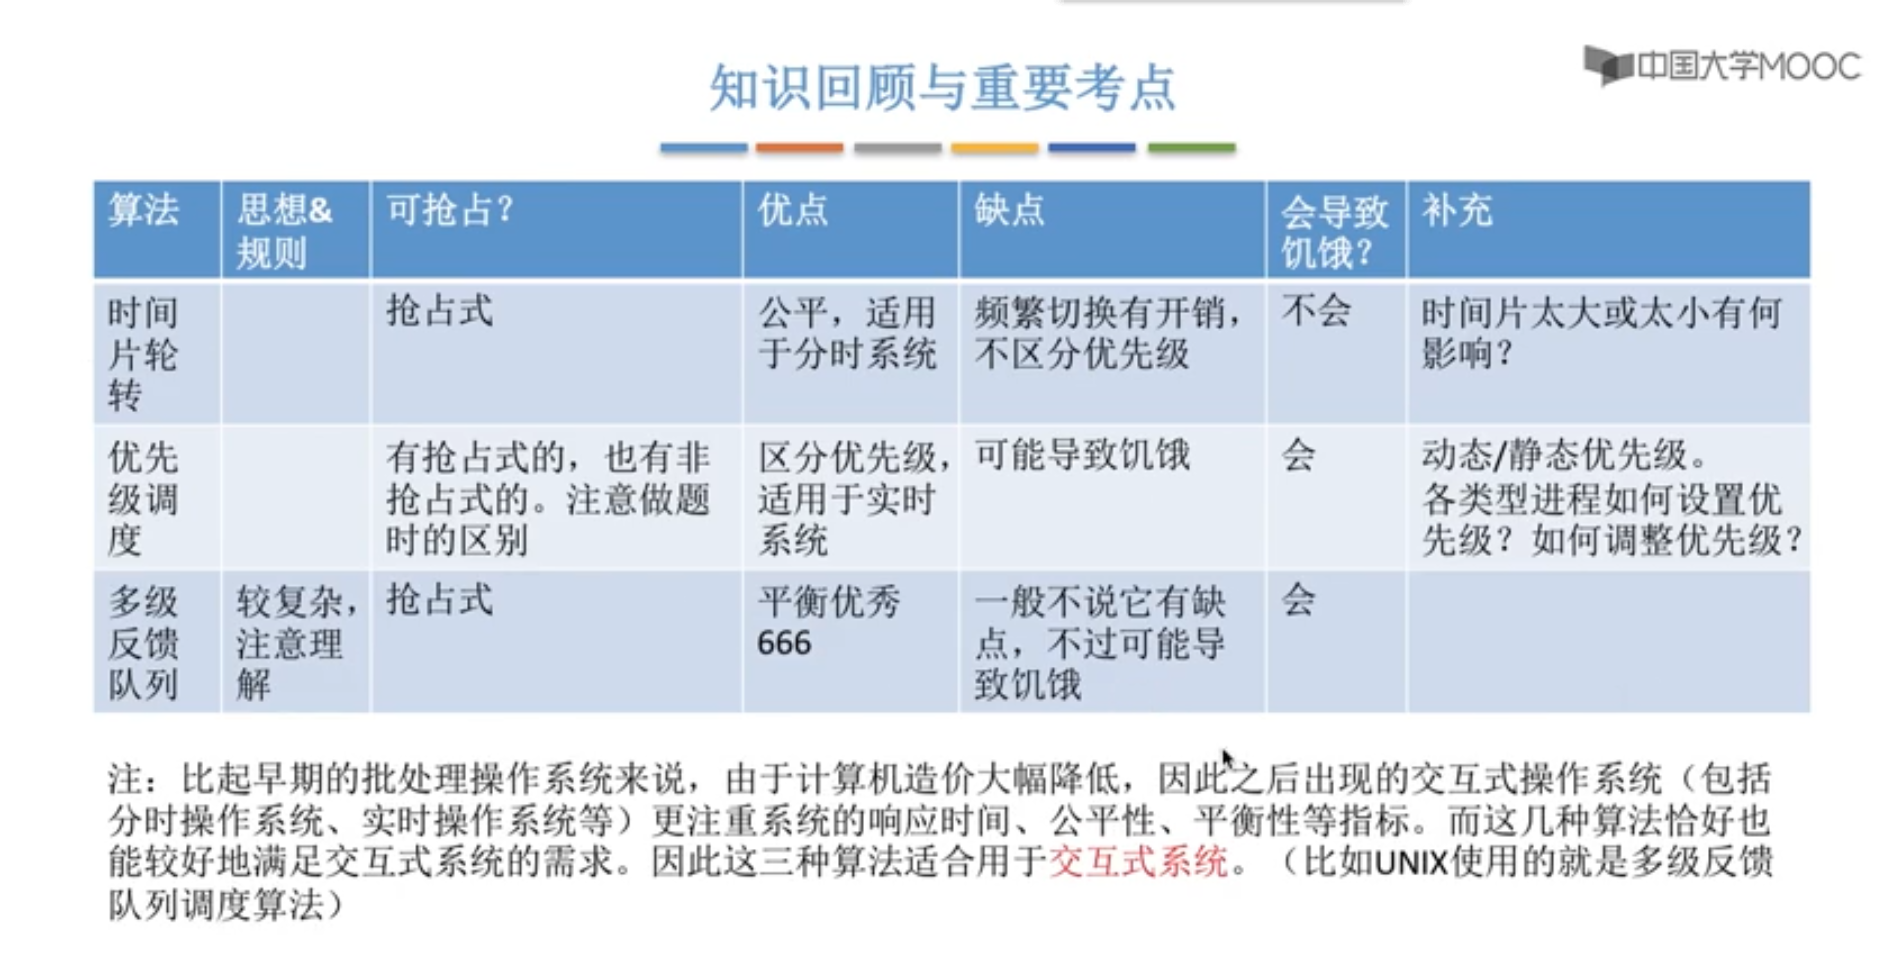 中国大学MOOC
知识回顾与重要考点
算法
思想&
规则
可抢占？
优点
缺点
会导致
饥饿？
补充
时间
片轮
转
抢占式
公平，适用
于分时系统
频繁切换有开销，
不区分优先级
不会
时间片太大或太小有何
影响？
优先
级调
度
有抢占式的，也有非
抢占式的。注意做题
时的区别
区分优先级，
适用于实时
系统
可能导致饥饿
会
动态/静态优先级。
各类型进程如何设置优
先级？如何调整优先级？
多级
反馈
队列
较复杂，
注意理
解
抢占式
平衡优秀
666
一般不说它有缺
点，不过可能导
致饥饿
会
注：比起早期的批处理操作系统来说，由于计算机造价大幅降低，因此之后出现的交互式操作系统（包括
分时操作系统、实时操作系统等）更注重系统的响应时间、公平性、平衡性等指标。而这几种算法恰好也
能较好地满足交互式系统的需求。因此这三种算法适合用于交互式系统。（比如UNIX使用的就是多级反馈
队列调度算法）